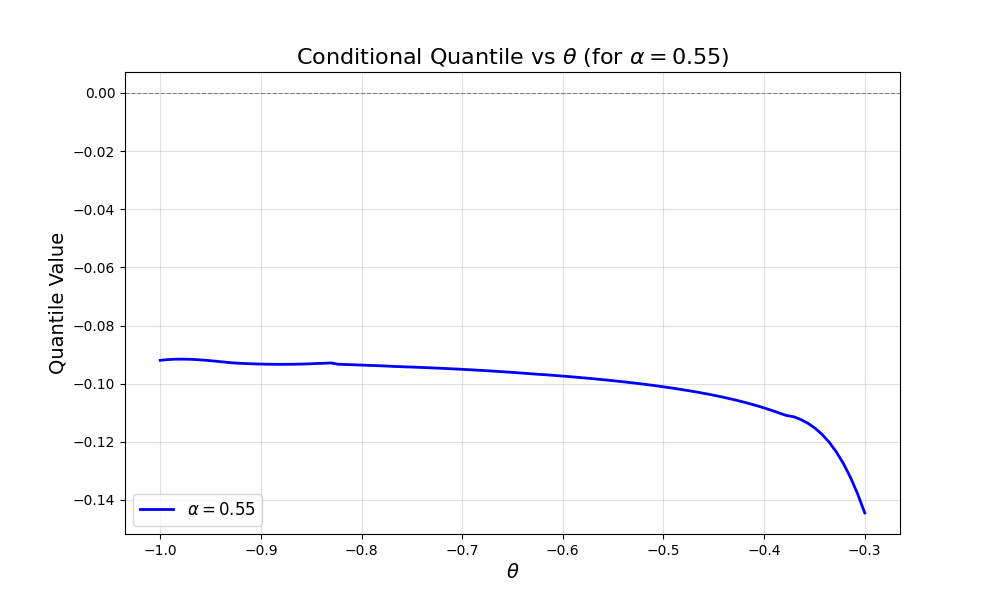 Conditional Quantile vs θ (for α = 0.55)
Quantile Value
0.00
−0.02
−0.04
−0.06
−0.08
−0.10
−0.12
−0.14
α = 0.55
−1.0 −0.9 −0.8 −0.7 −0.6 −0.5 −0.4 −0.3
θ